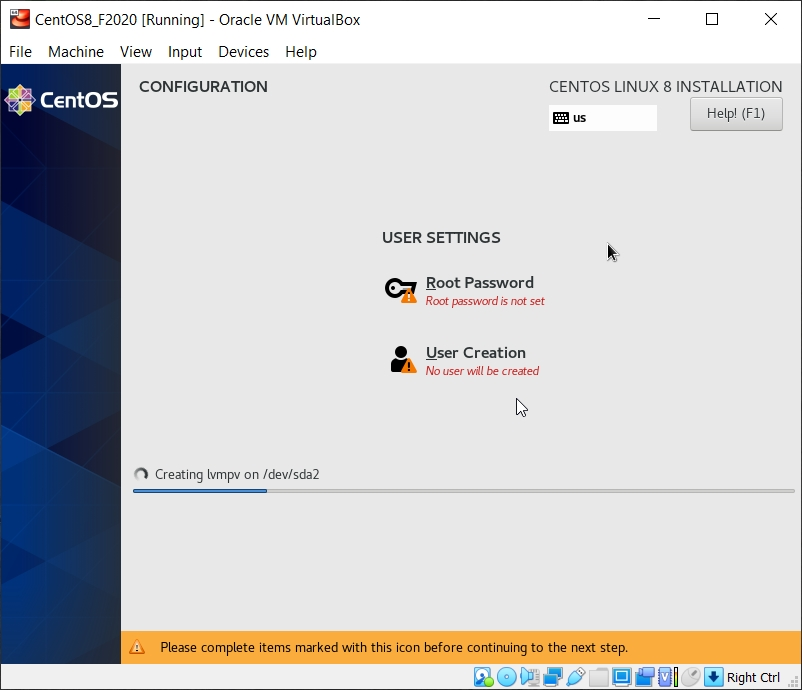 CentOS8_F2020 [Running] - Oracle VM VirtualBox
File Machine View Input Devices Help
CentOS
CONFIGURATION
CENTOS LINUX 8 INSTALLATION
us
Help! (F1)
USER SETTINGS
Root Password
Root password is not set
User Creation
No user will be created
Creating lvmpv on /dev/sda2
Please complete items marked with this icon before continuing to the next step.
Right Ctrl